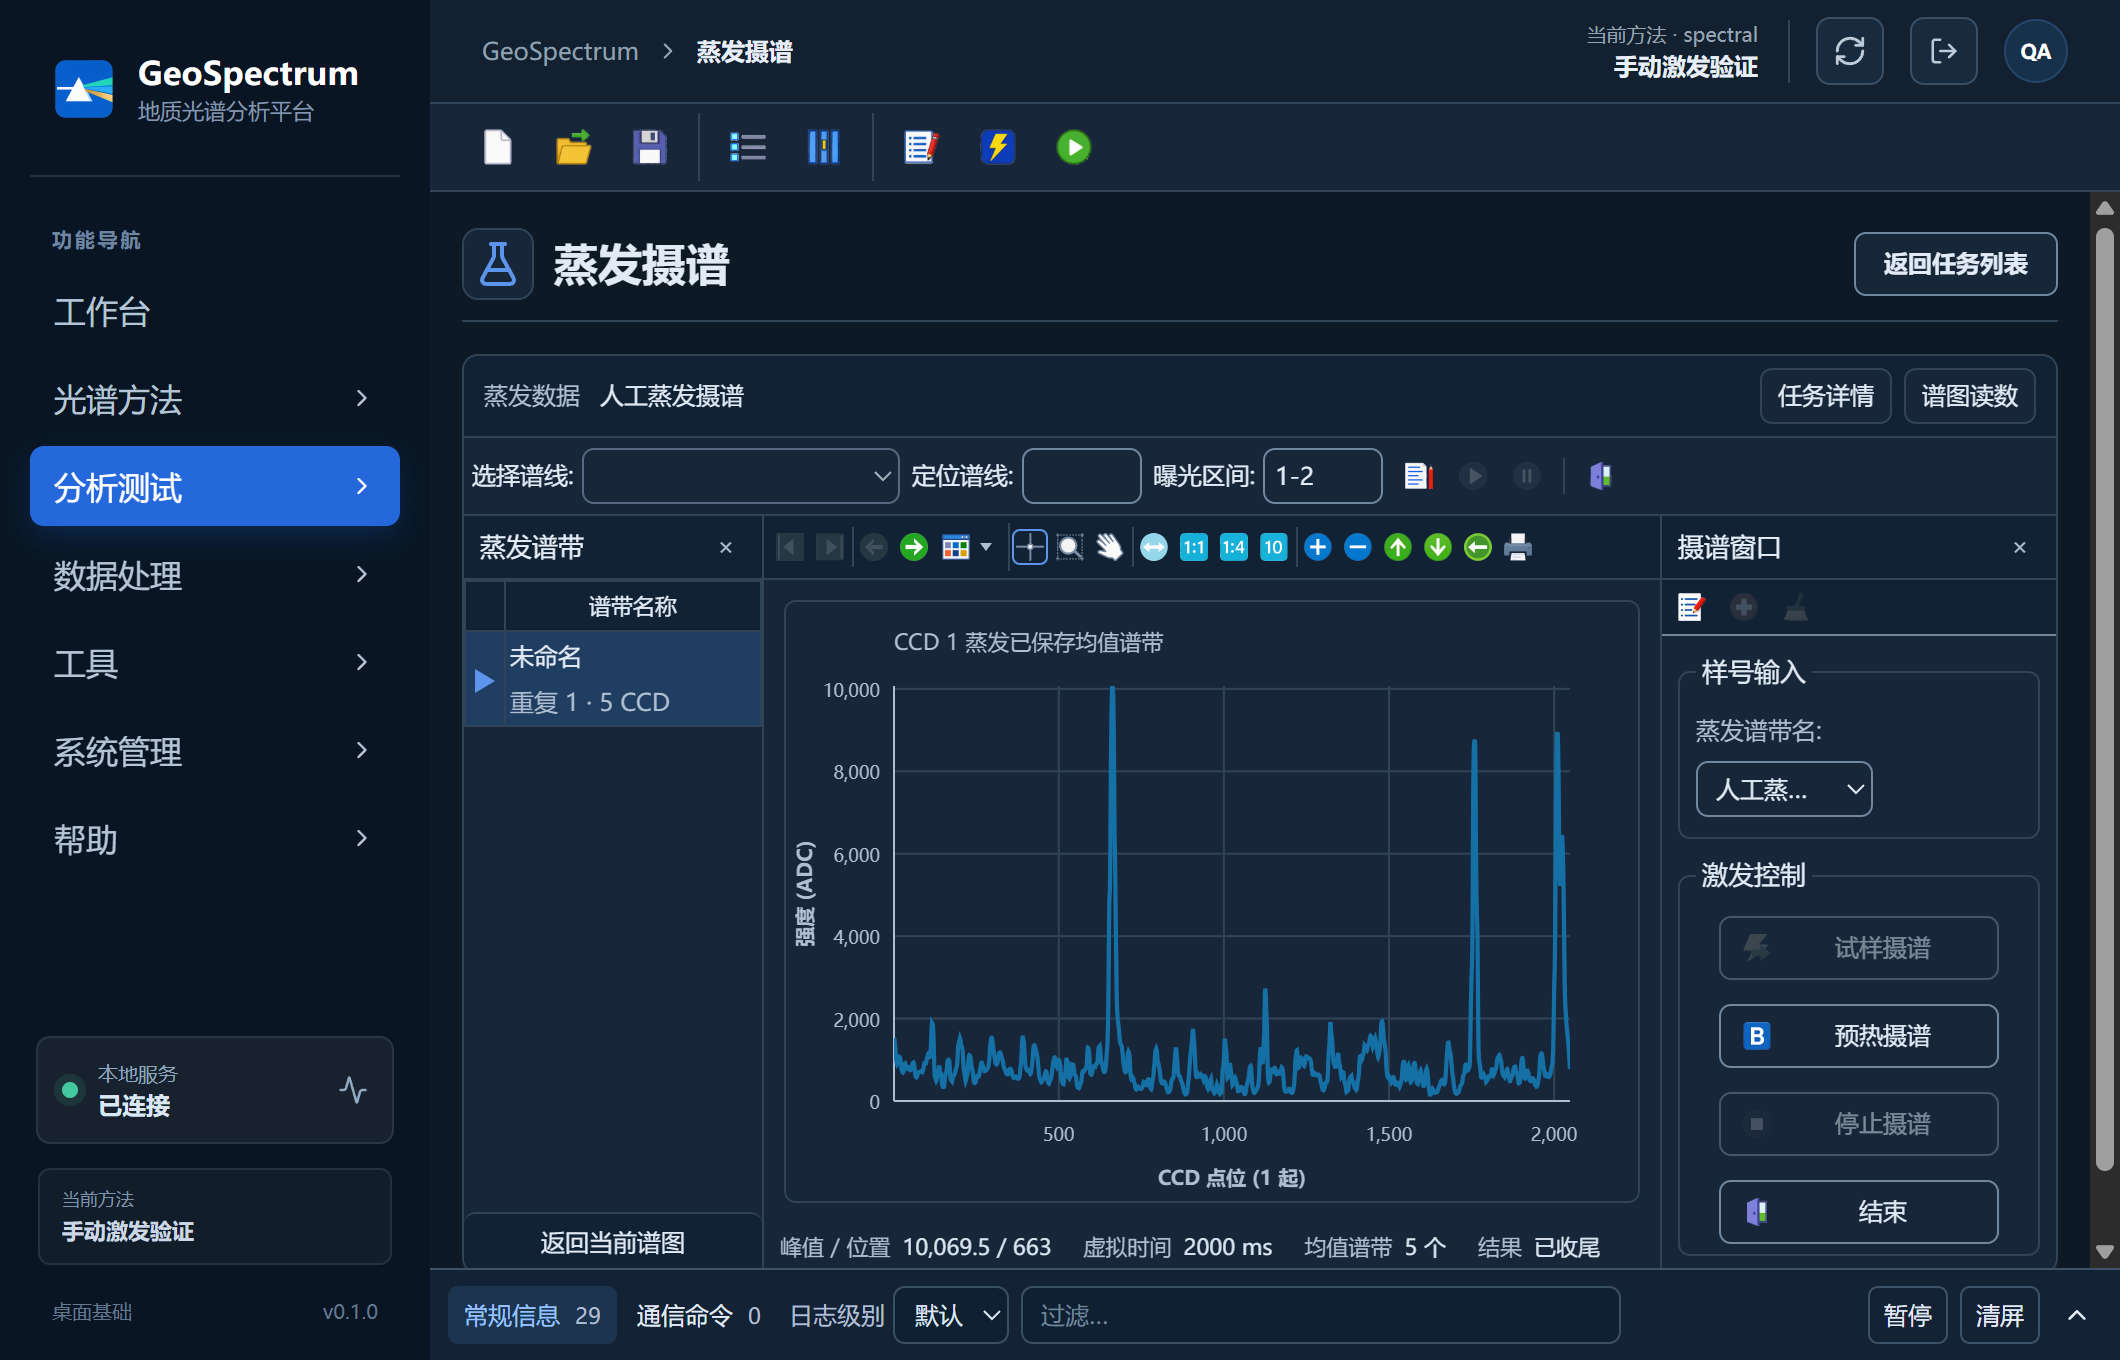 GeoSpectrum
地质光谱分析平台
功能导航
工作台
光谱方法
分析测试
数据处理
工具
系统管理
帮助
本地服务
已连接
当前方法
手动激发验证
桌面基础 v0.1.0
GeoSpectrum > 蒸发摄谱
当前方法 · spectral
手动激发验证
QA
蒸发摄谱
返回任务列表
蒸发数据 人工蒸发摄谱
任务详情 谱图读数
选择谱线: 定位谱线: 曝光区间: 1-2
蒸发谱带 ×
1:1 1:4 10
谱带名称
未命名
重复 1 · 5 CCD
返回当前谱图
CCD 1 蒸发已保存均值谱带
10,000
8,000
6,000
4,000
2,000
0
强度 (ADC)
500 1,000 1,500 2,000
CCD 点位 (1 起)
峰值 / 位置 10,069.5 / 663 虚拟时间 2000 ms 均值谱带 5 个 结果 已收尾
摄谱窗口 ×
样号输入
蒸发谱带名:
人工蒸...
激发控制
试样摄谱
B 预热摄谱
停止摄谱
结束
常规信息 29 通信命令 0 日志级别 默认 过滤...
暂停 清屏